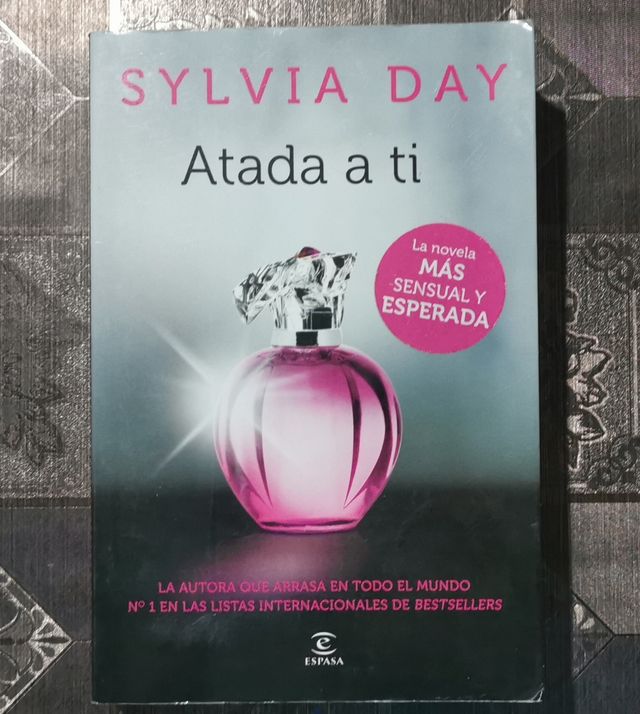 SYLVIA DAY
Atada a ti
La novela
MÁS
SENSUAL Y
ESPERADA
LA AUTORA QUE ARRASA EN TODO EL MUNDO
Nº 1 EN LAS LISTAS INTERNACIONALES DE BESTSELLERS
ESPASA